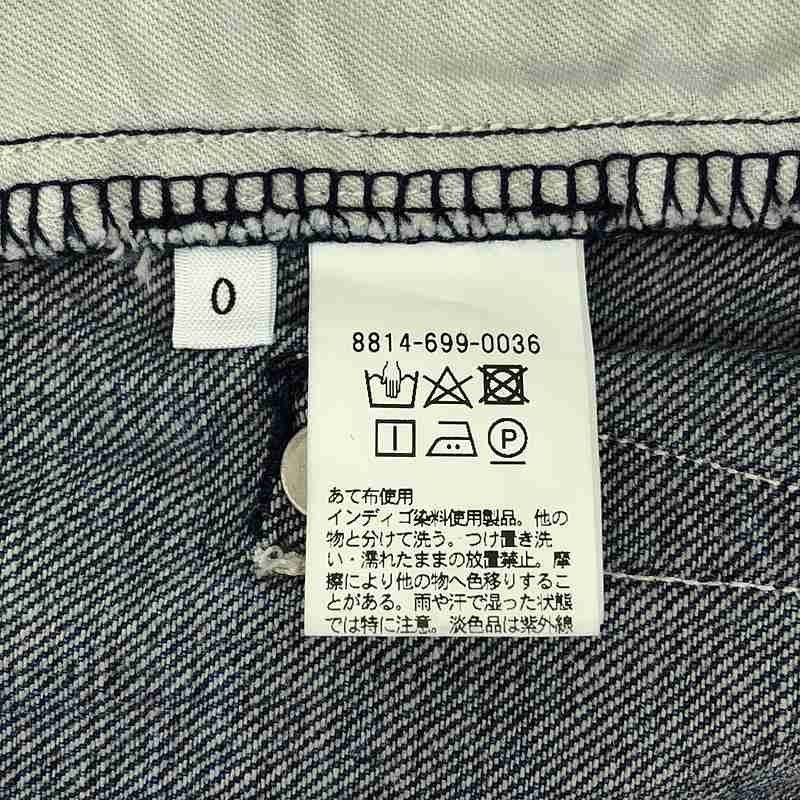 0
8814-699-0036
P
あて布使用
インディゴ染料使用製品。他の
物と分けて洗う。つけ置き洗
い・濡れたままの放置禁止。摩
擦により他の物へ色移りするこ
とがある。雨や汗で湿った状態
では特に注意。淡色品は紫外線